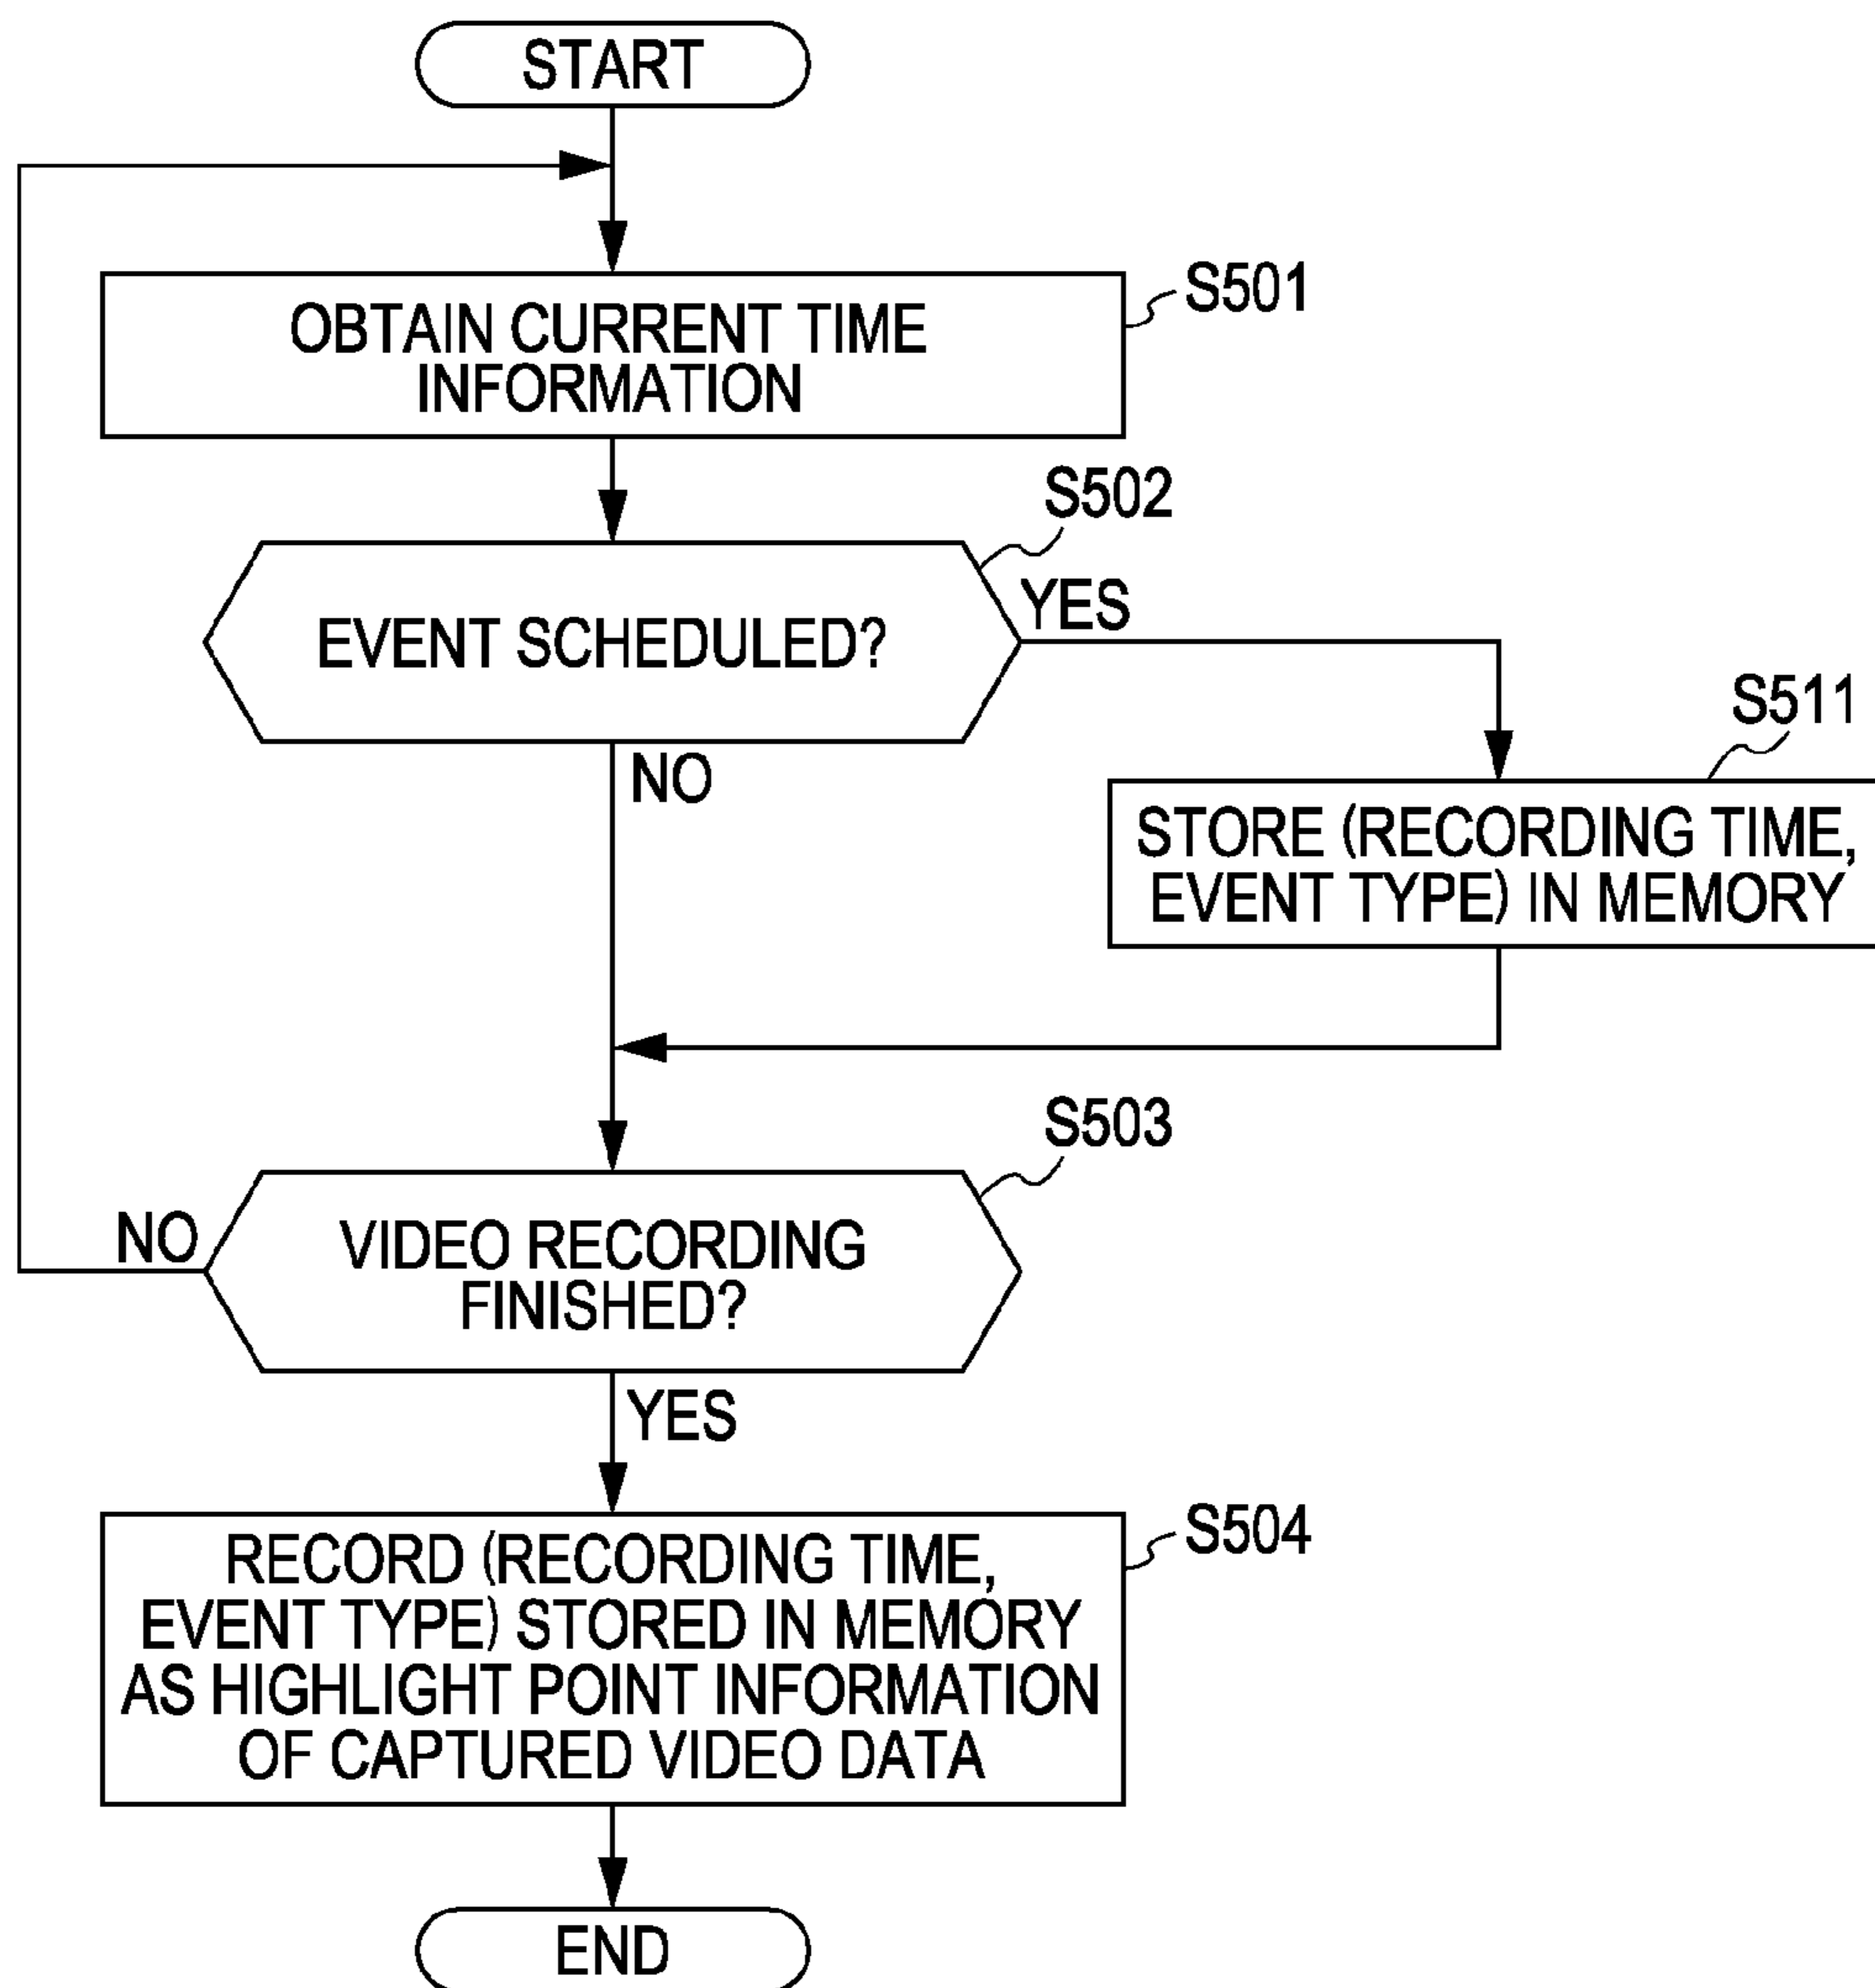 START
OBTAIN CURRENT TIME
INFORMATION
S501
S502
EVENT SCHEDULED?
YES
NO
S511
STORE (RECORDING TIME,
EVENT TYPE) IN MEMORY
S503
VIDEO RECORDING
FINISHED?
NO
YES
S504
RECORD (RECORDING TIME,
EVENT TYPE) STORED IN MEMORY
AS HIGHLIGHT POINT INFORMATION
OF CAPTURED VIDEO DATA
END